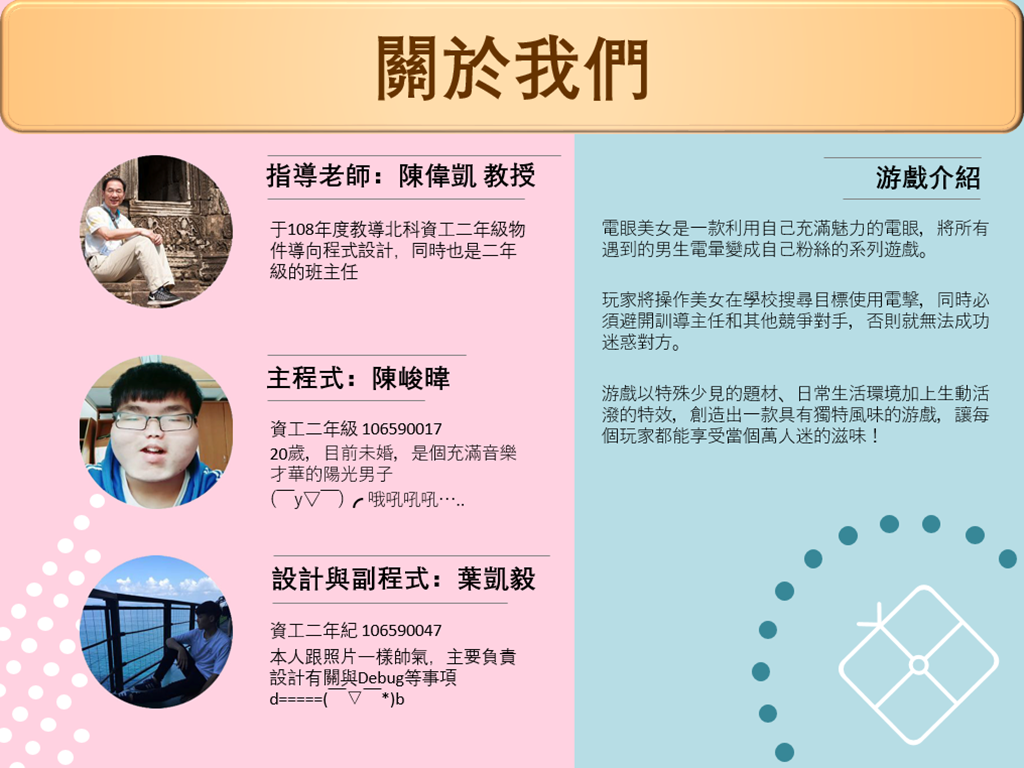 關於我們
指導老師：陳偉凱 教授
于108年度教導北科資工二年級物
件導向程式設計，同時也是二年
級的班主任
主程式：陳峻暐
資工二年級 106590017
20歲，目前未婚，是個充滿音樂
才華的陽光男子
(￣y▽￣)╭ 哦吼吼吼…..
設計與副程式：葉凱毅
資工二年紀 106590047
本人跟照片一樣帥氣，主要負責
設計有關與Debug等事項
d=====(￣▽￣*)b
游戲介紹
電眼美女是一款利用自己充滿魅力的電眼，將所有
遇到的男生電暈變成自己粉絲的系列遊戲。
玩家將操作美女在學校搜尋目標使用電擊，同時必
須避開訓導主任和其他競爭對手，否則就無法成功
迷惑對方。
游戲以特殊少見的題材、日常生活環境加上生動活
潑的特效，創造出一款具有獨特風味的游戲，讓每
個玩家都能享受當個萬人迷的滋味！